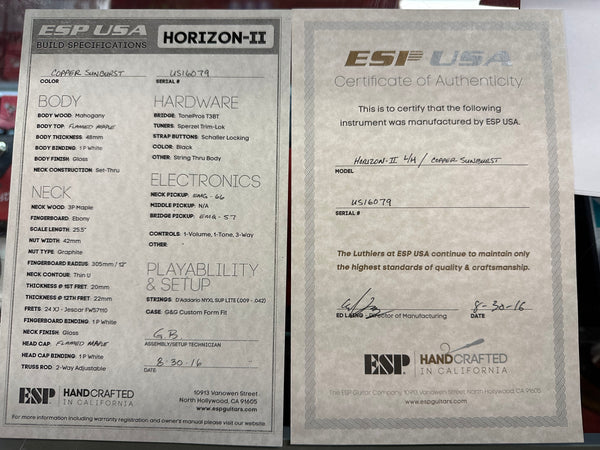 ESP USA
BUILD SPECIFICATIONS
HORIZON-II
COPPER SUNBURST
COLOR
US16079
SERIAL #
BODY
BODY WOOD: Mahogany
BODY TOP: FLAMED MAPLE
BODY THICKNESS: 48mm
BODY BINDING: 1 P White
BODY FINISH: Gloss
NECK CONSTRUCTION: Set-Thru
NECK
NECK WOOD: 3P Maple
FINGERBOARD: Ebony
SCALE LENGTH: 25.5"
NUT WIDTH: 42mm
NUT TYPE: Graphite
FINGERBOARD RADIUS: 305mm / 12"
NECK CONTOUR: Thin U
THICKNESS @ 1ST FRET: 20mm
THICKNESS @ 12TH FRET: 22mm
FRETS: 24 XJ - Jescar FW57110
FINGERBOARD BINDING: 1 P White
NECK FINISH: Gloss
HEAD CAP: FLAMED MAPLE
HEAD CAP BINDING: 1 P White
TRUSS ROD: 2-Way Adjustable
HARDWARE
BRIDGE: TonePros T3BT
TUNERS: Sperzel Trim-Lok
STRAP BUTTONS: Schaller Locking
COLOR: Black
OTHER: String Thru Body
ELECTRONICS
NECK PICKUP: EMG-66
MIDDLE PICKUP: N/A
BRIDGE PICKUP: EMG-57
CONTROLS: 1-Volume, 1-Tone, 3-Way
OTHER:
PLAYABLILITY
& SETUP
STRINGS: D'Addario NYXL SUP LITE (.009 - .042)
CASE: G&G Custom Form Fit
G.B.
ASSEMBLY/SETUP TECHNICIAN
8-30-16
DATE
ESP
HANDCRAFTED
IN CALIFORNIA
10913 Vanowen Street
North Hollywood, CA 91605
www.espguitars.com
For more information including warranty registration and owner's manual please visit our website.
ESP USA
Certificate of Authenticity
This is to certify that the following
instrument was manufactured by ESP USA.
HORIZON-II L/H / COPPER SUNBURST
MODEL
US16079
SERIAL #
The Luthiers at ESP USA continue to maintain only
the highest standards of quality & craftsmanship.
8-30-16
ED LAING - Director of Manufacturing
DATE
ESP
HANDCRAFTED
IN CALIFORNIA
The ESP Guitar Company 10913 Vanowen Street North Hollywood, CA 91605
www.espguitars.com